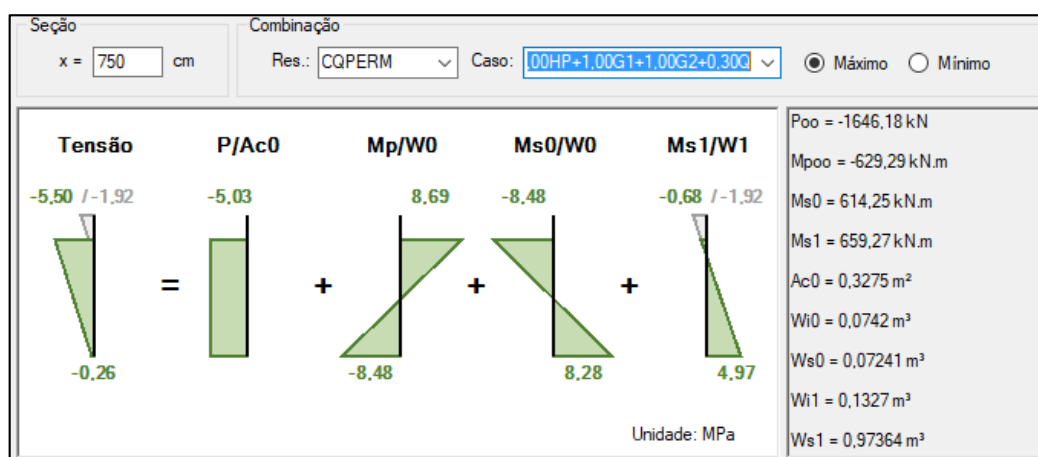 Seção
Combinação
x = 750 cm
Res.: CQPERM
Caso: ,00HP+1,00G1+1,00G2+0,30Q
Máximo
Mínimo
Tensão P/Ac0 Mp/W0 Ms0/W0 Ms1/W1
-5,50 /-1,92 -5,03 8,69 -8,48 -0,68 /-1,92
= + + +
-0,26 -8,48 8,28 4,97
Unidade: MPa
Poo = -1646,18 kN
Mpoo = -629,29 kN.m
Ms0 = 614,25 kN.m
Ms1 = 659,27 kN.m
Ac0 = 0,3275 m²
Wi0 = 0,0742 m³
Ws0 = 0,07241 m³
Wi1 = 0,1327 m³
Ws1 = 0,97364 m³